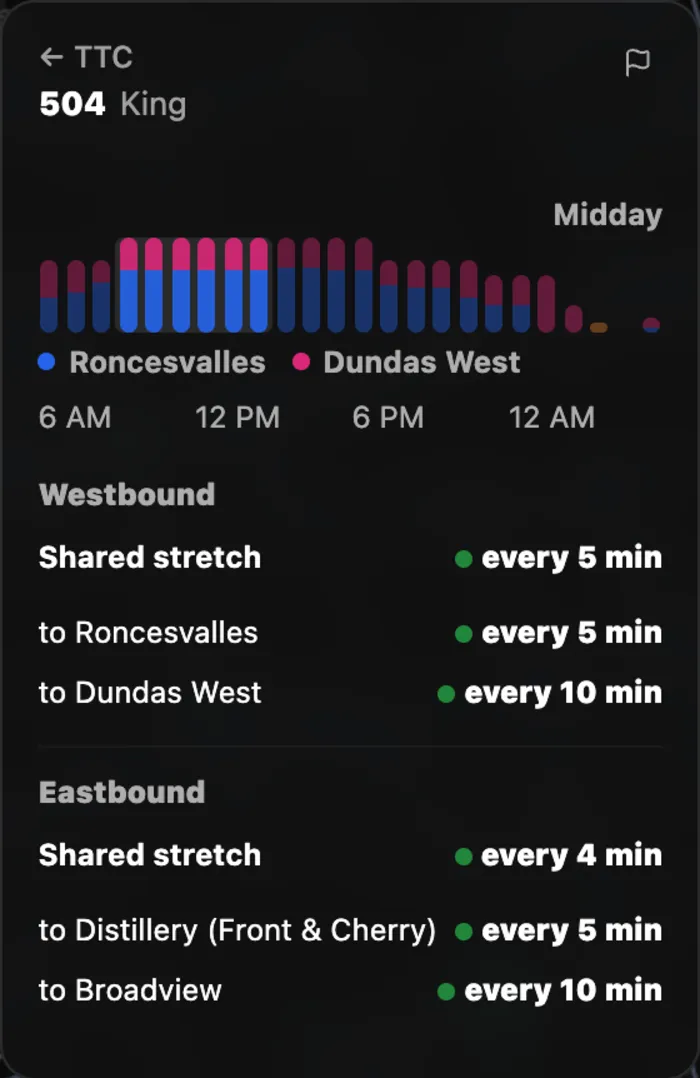 ← TTC
504 King
Midday
Roncesvalles Dundas West
6 AM 12 PM 6 PM 12 AM
Westbound
Shared stretch every 5 min
to Roncesvalles every 5 min
to Dundas West every 10 min
Eastbound
Shared stretch every 4 min
to Distillery (Front & Cherry) every 5 min
to Broadview every 10 min